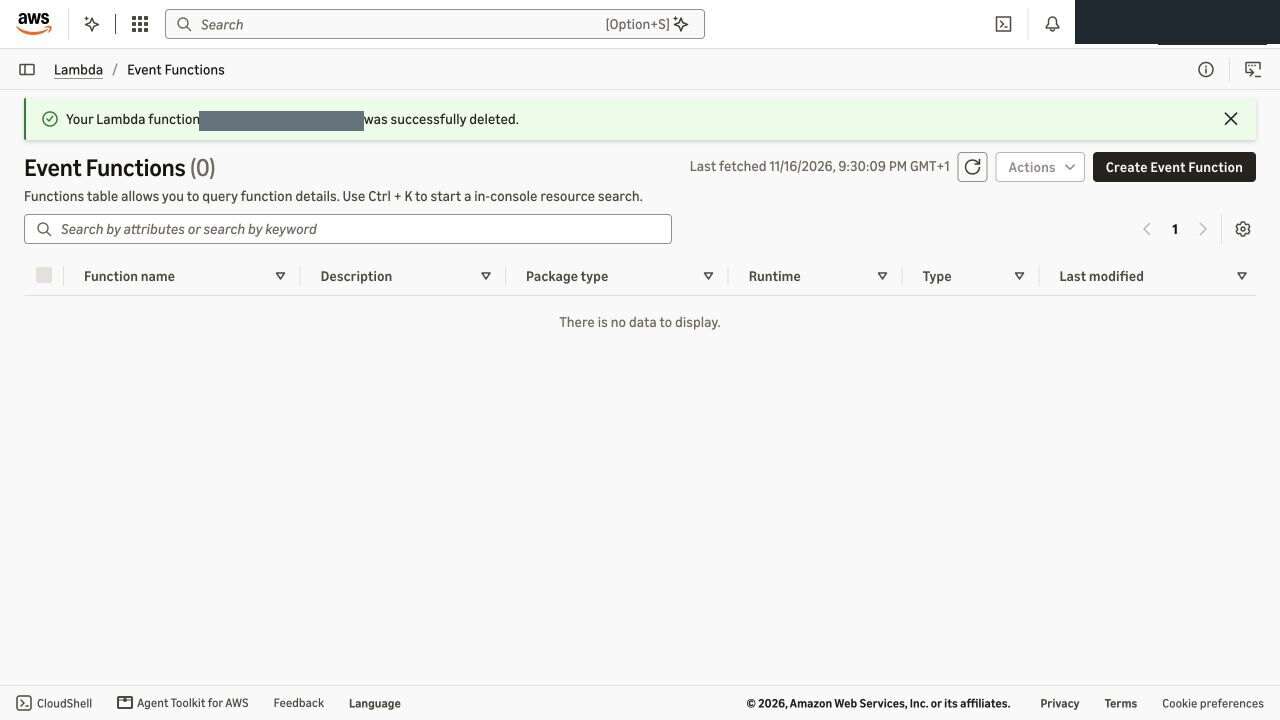 aws
Search [Option+S]
Lambda / Event Functions
Your Lambda function was successfully deleted.
Event Functions (0)
Last fetched 11/16/2026, 9:30:09 PM GMT+1
Actions
Create Event Function
Functions table allows you to query function details. Use Ctrl + K to start a in-console resource search.
Search by attributes or search by keyword
1
Function name Description Package type Runtime Type Last modified
There is no data to display.
CloudShell Agent Toolkit for AWS Feedback Language © 2026, Amazon Web Services, Inc. or its affiliates. Privacy Terms Cookie preferences